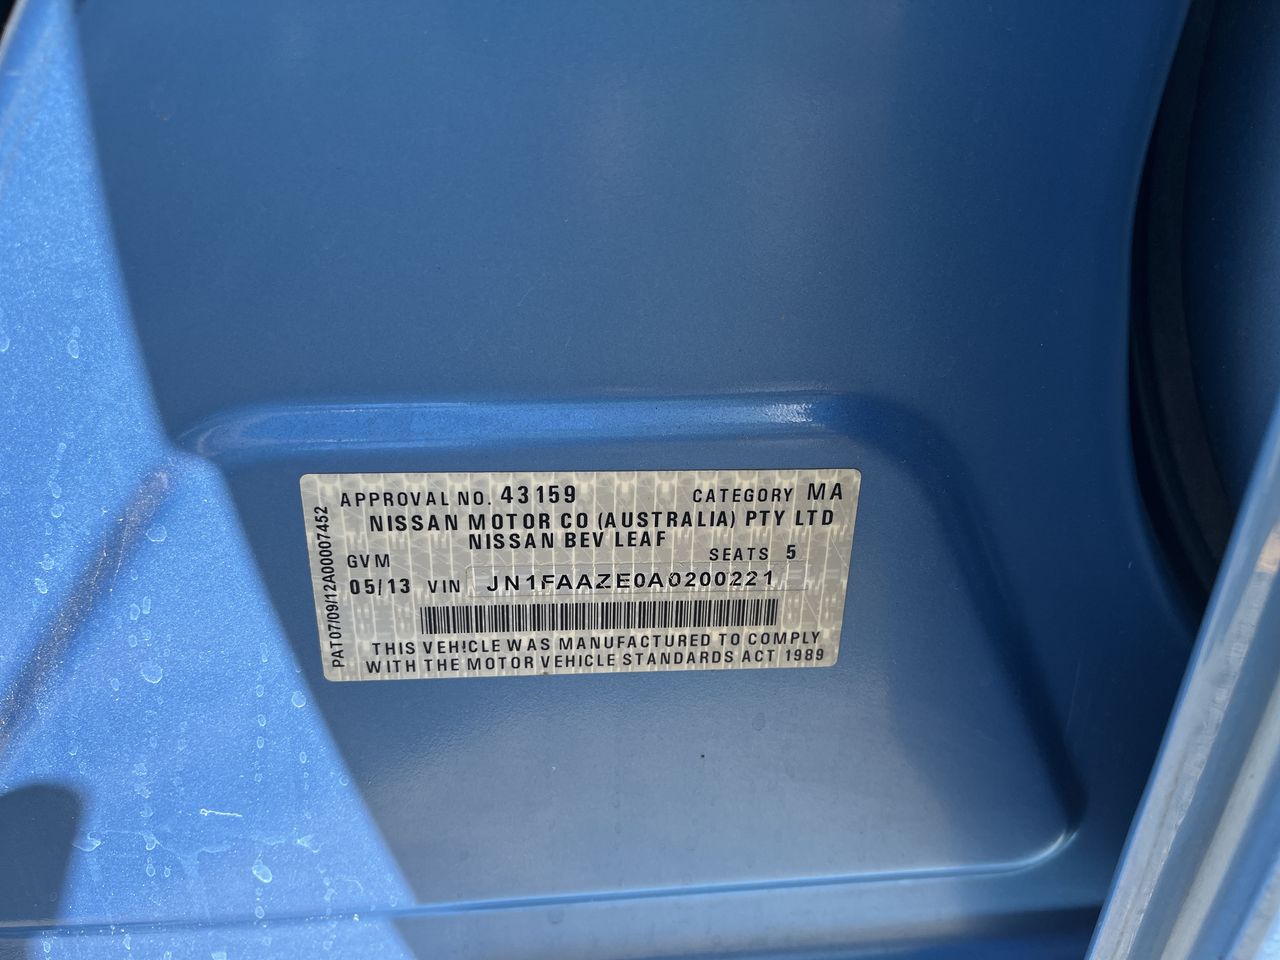 APPROVAL NO. 43159 CATEGORY MA
NISSAN MOTOR CO (AUSTRALIA) PTY LTD
NISSAN BEV LEAF
GVM SEATS 5
05/13 VIN JN1FAAZE0A0200221
THIS VEHICLE WAS MANUFACTURED TO COMPLY
WITH THE MOTOR VEHICLE STANDARDS ACT 1989
PAT07/09/12A00007452